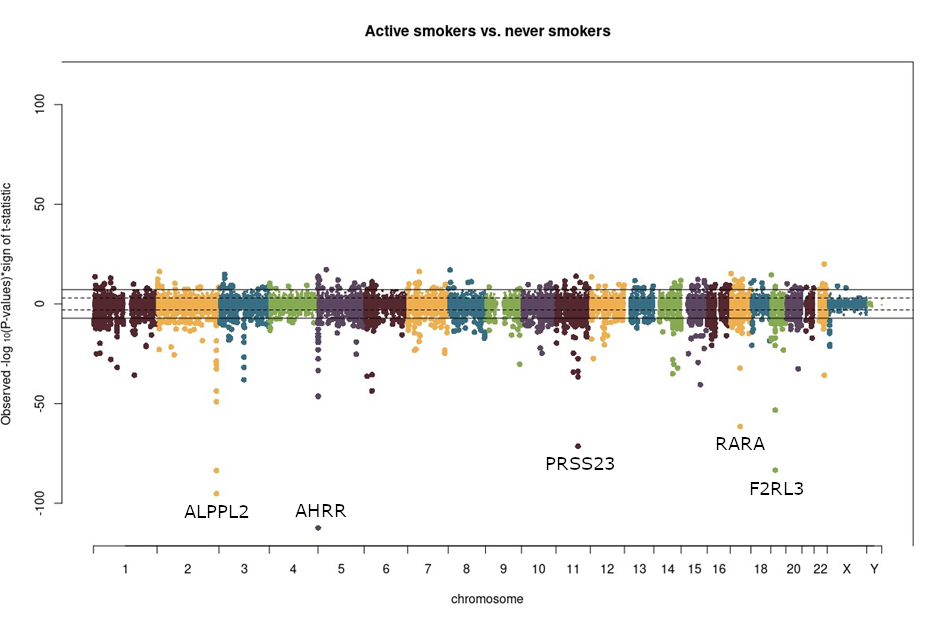 Active smokers vs. never smokers
Observed -log 10(P-values)*sign of t-statistic
100
50
0
-50
-100
RARA
PRSS23
F2RL3
ALPPL2
AHRR
1 2 3 4 5 6 7 8 9 10 11 12 13 14 15 16 18 20 22 X Y
chromosome